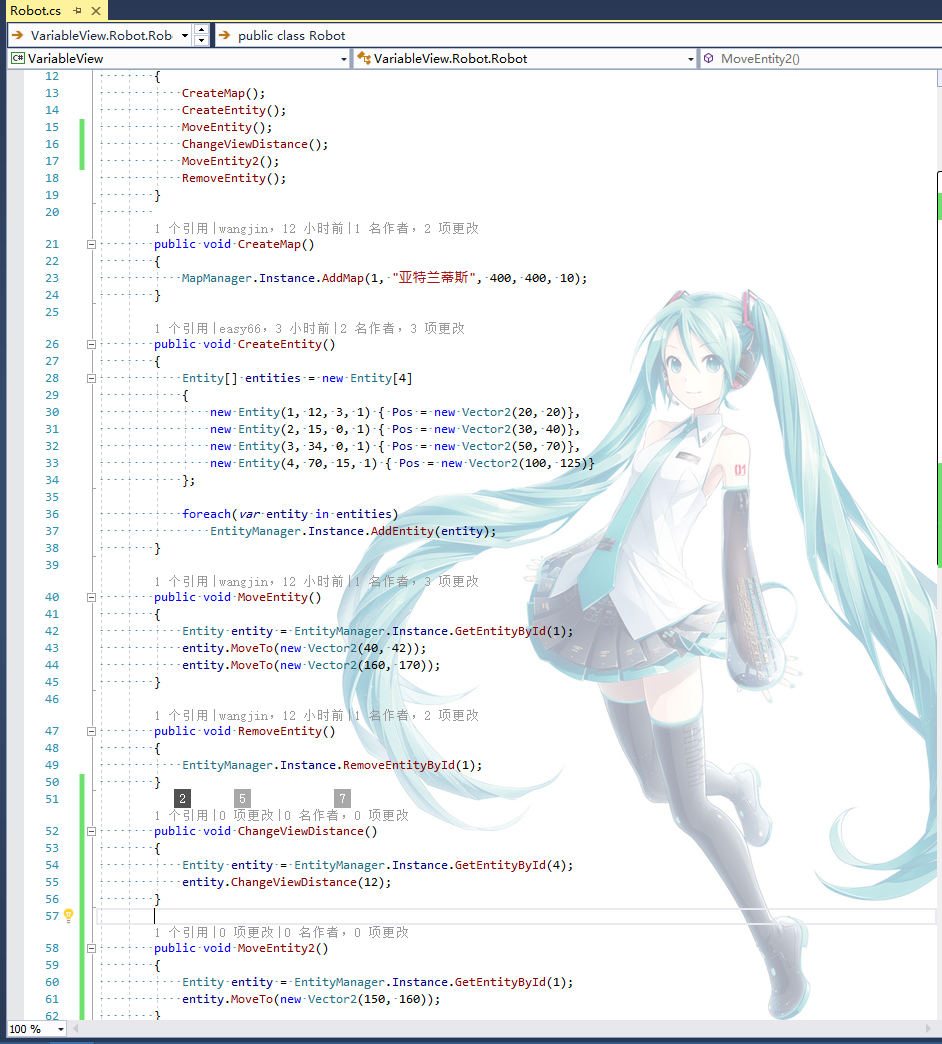 Robot.cs
VariableView.Robot.Rob public class Robot
C# VariableView VariableView.Robot.Robot MoveEntity2()
12 {
13 CreateMap();
14 CreateEntity();
15 MoveEntity();
16 ChangeViewDistance();
17 MoveEntity2();
18 RemoveEntity();
19 }
20
1 个引用|wangjin，12 小时前|1 名作者，2 项更改
21 public void CreateMap()
22 {
23 MapManager.Instance.AddMap(1, "亚特兰蒂斯", 400, 400, 10);
24 }
25
1 个引用|easy66，3 小时前|2 名作者，3 项更改
26 public void CreateEntity()
27 {
28 Entity[] entities = new Entity[4]
29 {
30 new Entity(1, 12, 3, 1) { Pos = new Vector2(20, 20)},
31 new Entity(2, 15, 0, 1) { Pos = new Vector2(30, 40)},
32 new Entity(3, 34, 0, 1) { Pos = new Vector2(50, 70)},
33 new Entity(4, 70, 15, 1) { Pos = new Vector2(100, 125)}
34 };
35
36 foreach(var entity in entities)
37 EntityManager.Instance.AddEntity(entity);
38 }
39
1 个引用|wangjin，12 小时前|1 名作者，3 项更改
40 public void MoveEntity()
41 {
42 Entity entity = EntityManager.Instance.GetEntityById(1);
43 entity.MoveTo(new Vector2(40, 42));
44 entity.MoveTo(new Vector2(160, 170));
45 }
46
1 个引用|wangjin，12 小时前|1 名作者，2 项更改
47 public void RemoveEntity()
48 {
49 EntityManager.Instance.RemoveEntityById(1);
50 }
51 2 5 7
1 个引用|0 项更改|0 名作者，0 项更改
52 public void ChangeViewDistance()
53 {
54 Entity entity = EntityManager.Instance.GetEntityById(4);
55 entity.ChangeViewDistance(12);
56 }
57
1 个引用|0 项更改|0 名作者，0 项更改
58 public void MoveEntity2()
59 {
60 Entity entity = EntityManager.Instance.GetEntityById(1);
61 entity.MoveTo(new Vector2(150, 160));
62 }
100 %
01